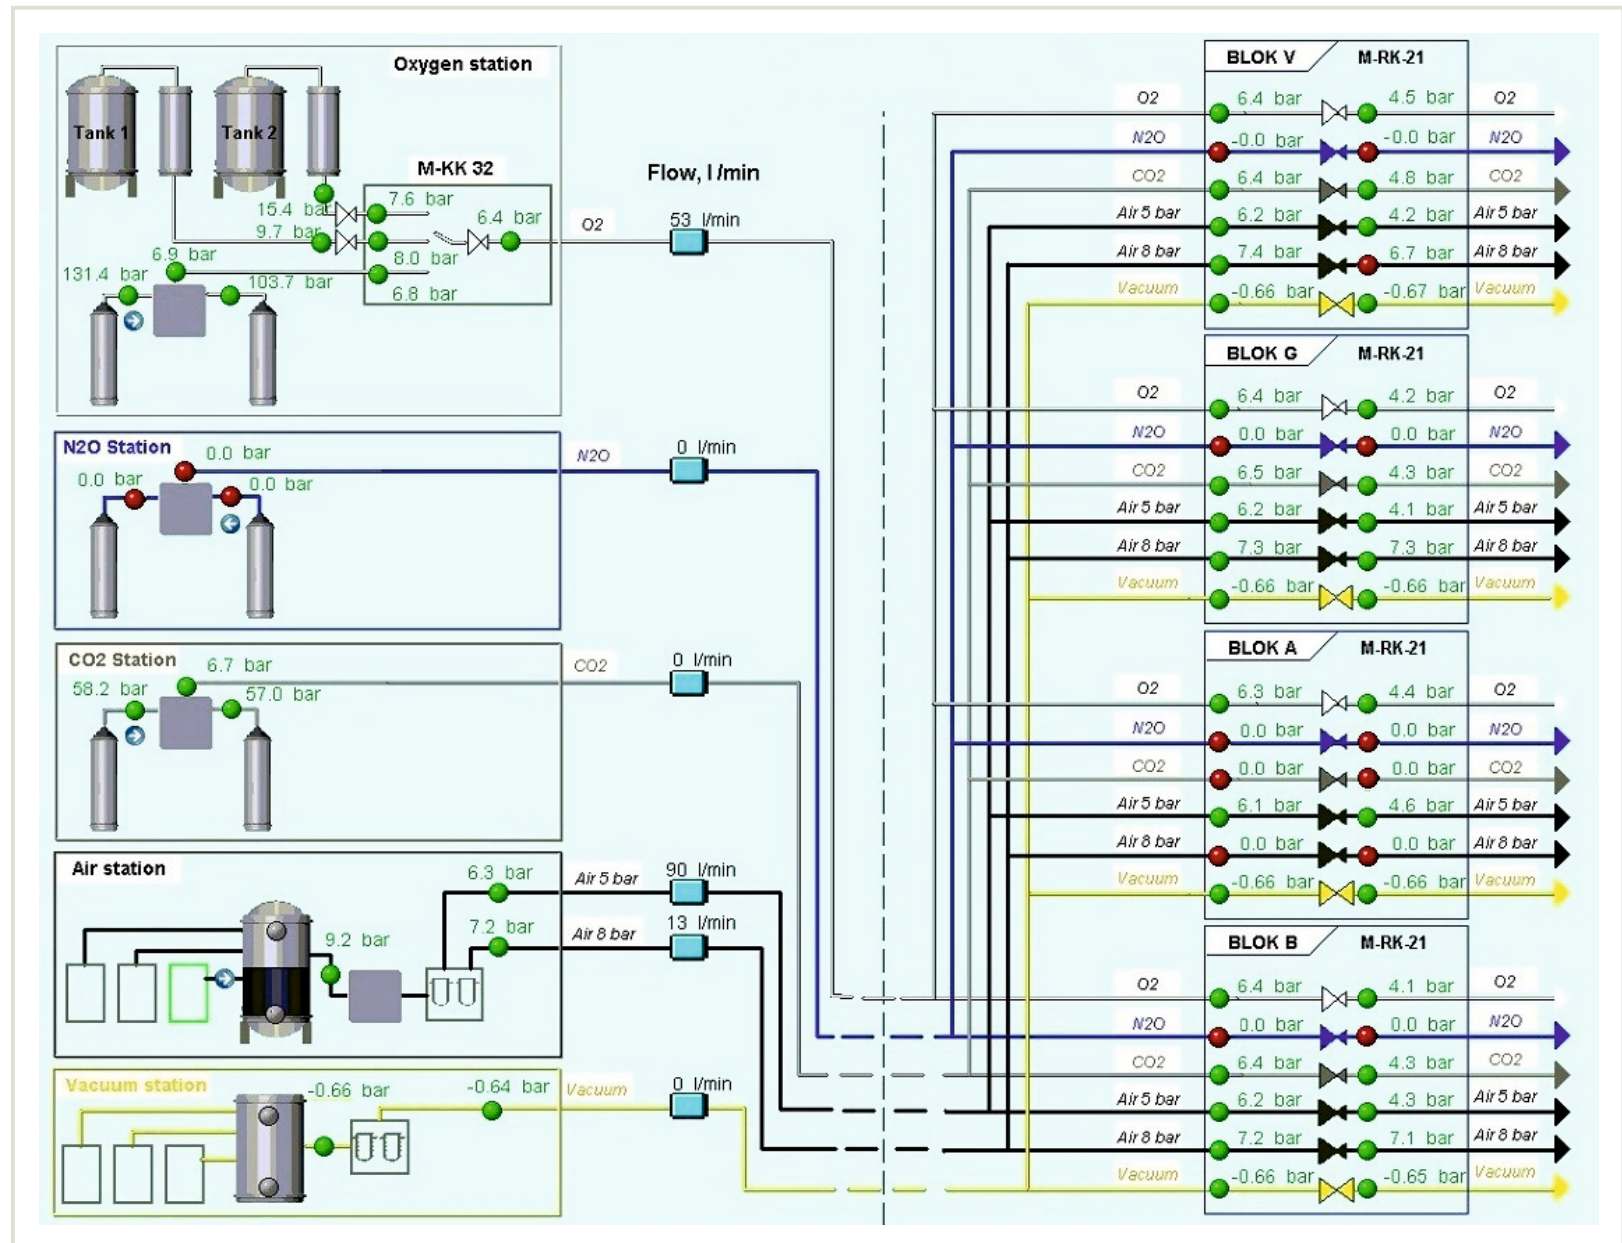 Oxygen station
Tank 1
Tank 2
M-KK 32
15.4 bar
7.6 bar
9.7 bar
6.4 bar
8.0 bar
6.9 bar
131.4 bar
103.7 bar
6.8 bar
O2
Flow, l /min
53 l/min
N2O Station
0.0 bar
0.0 bar
0.0 bar
N2O
0 l/min
CO2 Station
6.7 bar
58.2 bar
57.0 bar
CO2
0 l/min
Air station
9.2 bar
6.3 bar
Air 5 bar
90 l/min
7.2 bar
Air 8 bar
13 l/min
Vacuum station
-0.66 bar
-0.64 bar
Vacuum
0 l/min
BLOK V M-RK-21
O2 6.4 bar 4.5 bar O2
N2O -0.0 bar -0.0 bar N2O
CO2 6.4 bar 4.8 bar CO2
Air 5 bar 6.2 bar 4.2 bar Air 5 bar
Air 8 bar 7.4 bar 6.7 bar Air 8 bar
Vacuum -0.66 bar -0.67 bar Vacuum
BLOK G M-RK-21
O2 6.4 bar 4.2 bar O2
N2O 0.0 bar 0.0 bar N2O
CO2 6.5 bar 4.3 bar CO2
Air 5 bar 6.2 bar 4.1 bar Air 5 bar
Air 8 bar 7.3 bar 7.3 bar Air 8 bar
Vacuum -0.66 bar -0.66 bar Vacuum
BLOK A M-RK-21
O2 6.3 bar 4.4 bar O2
N2O 0.0 bar 0.0 bar N2O
CO2 0.0 bar 0.0 bar CO2
Air 5 bar 6.1 bar 4.6 bar Air 5 bar
Air 8 bar 0.0 bar 0.0 bar Air 8 bar
Vacuum -0.66 bar -0.66 bar Vacuum
BLOK B M-RK-21
O2 6.4 bar 4.1 bar O2
N2O 0.0 bar 0.0 bar N2O
CO2 6.4 bar 4.3 bar CO2
Air 5 bar 6.2 bar 4.3 bar Air 5 bar
Air 8 bar 7.2 bar 7.1 bar Air 8 bar
Vacuum -0.66 bar -0.65 bar Vacuum